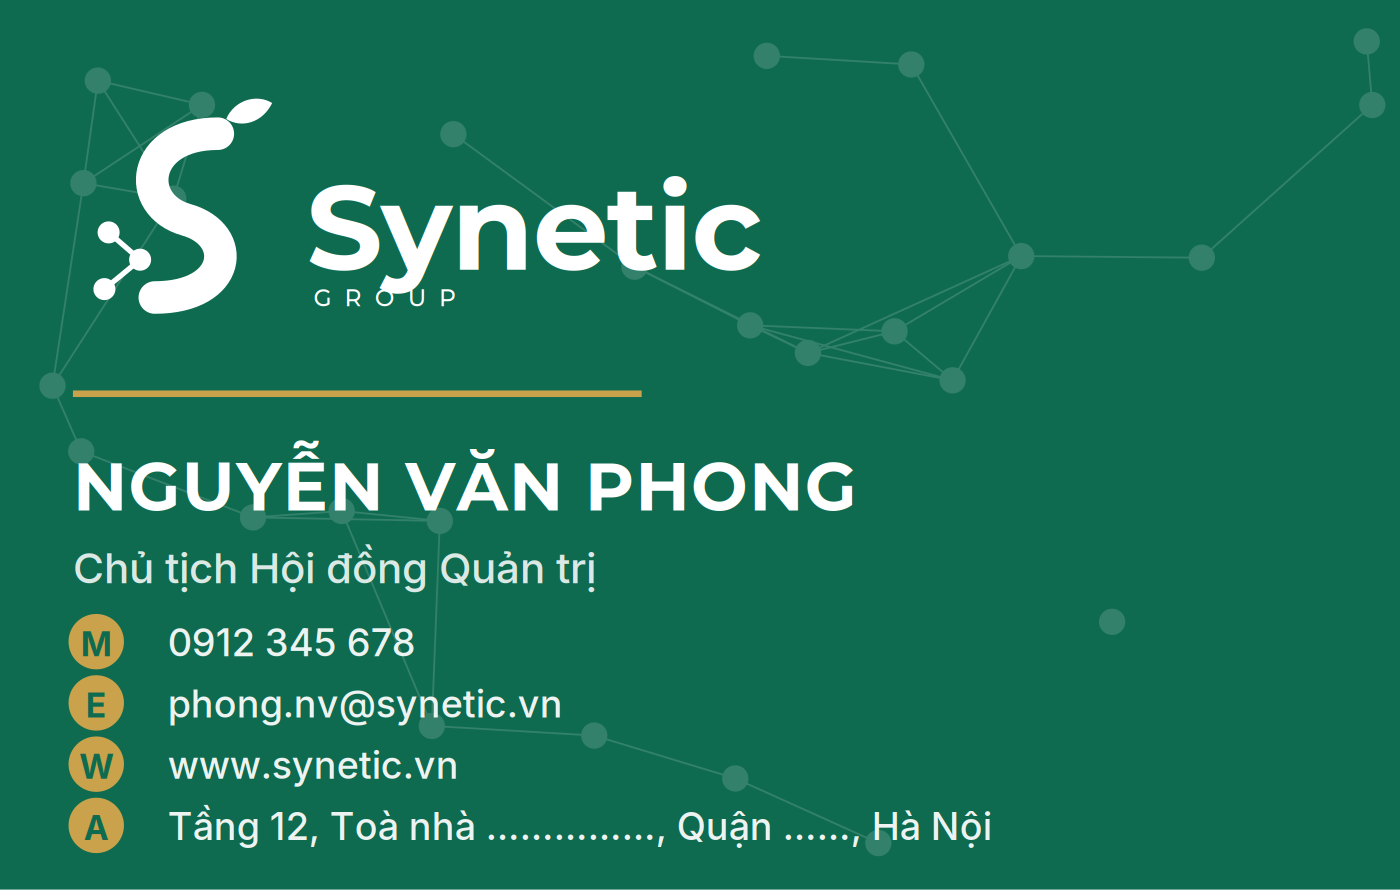 Synetic
GROUP
NGUYỄN VĂN PHONG
Chủ tịch Hội đồng Quản trị
M 0912 345 678
E phong.nv@synetic.vn
W www.synetic.vn
A Tầng 12, Toà nhà ..............., Quận ......, Hà Nội